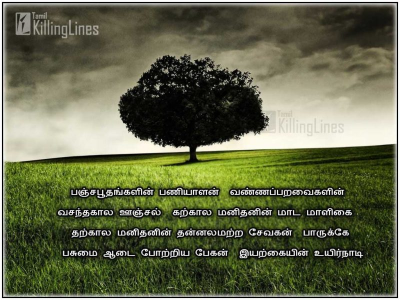 Tamil
KillingLines
Tamil
KillingLines
பஞ்சபூதங்களின் பணியாளன் வண்ணப்பறவைகளின்
வசந்தகால ஊஞ்சல் கற்கால மனிதனின் மாட மாளிகை
தற்கால மனிதனின் தன்னலமற்ற சேவகன் பாருக்கே
பசுமை ஆடை போற்றிய பேகன் இயற்கையின் உயிர்நாடி